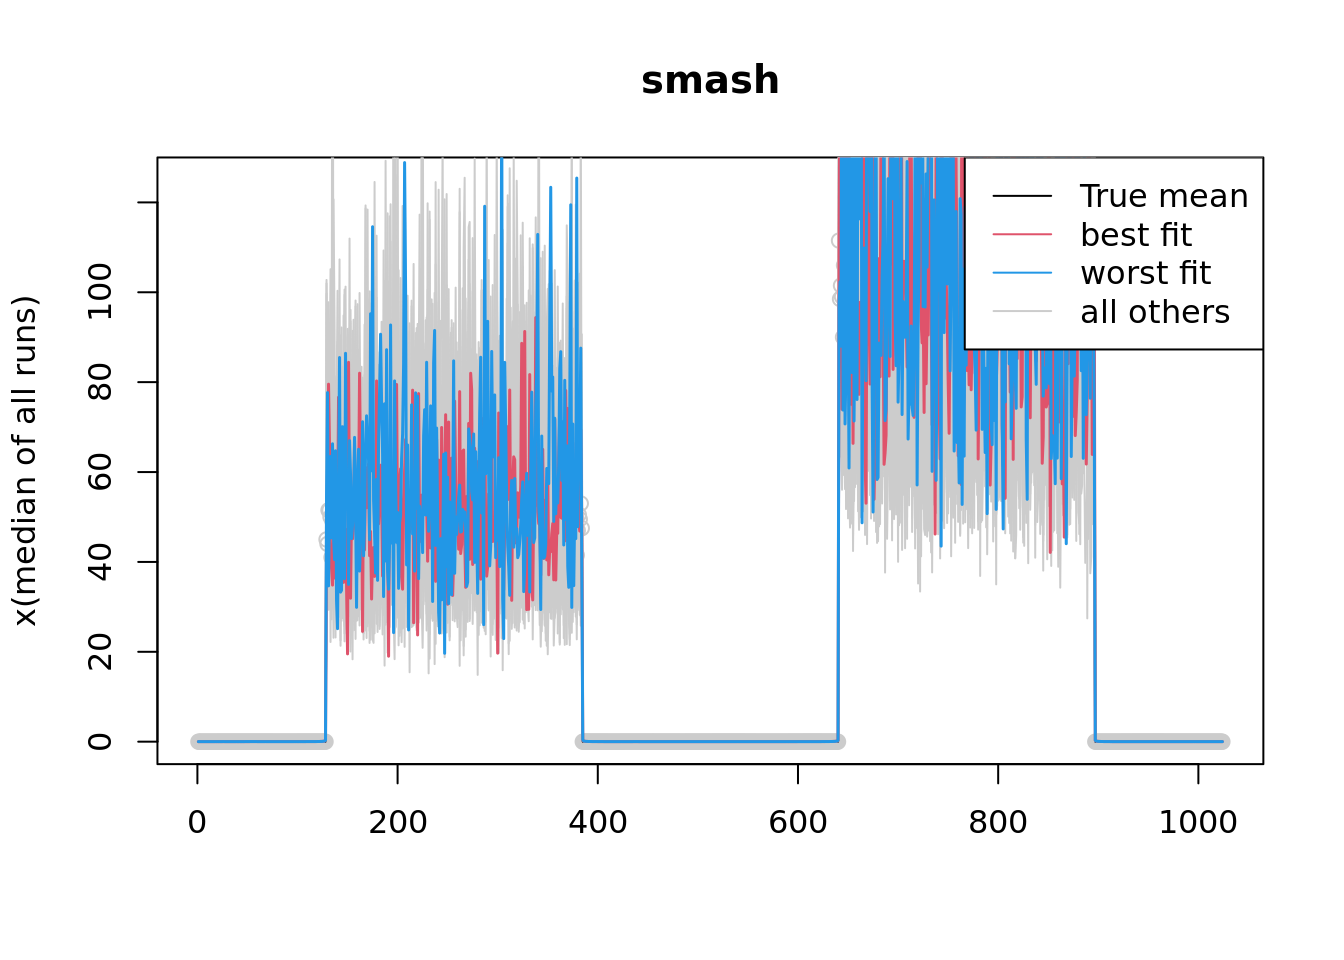 smash
True mean
best fit
worst fit
all others
x(median of all runs)
100
80
60
40
20
0
0 200 400 600 800 1000